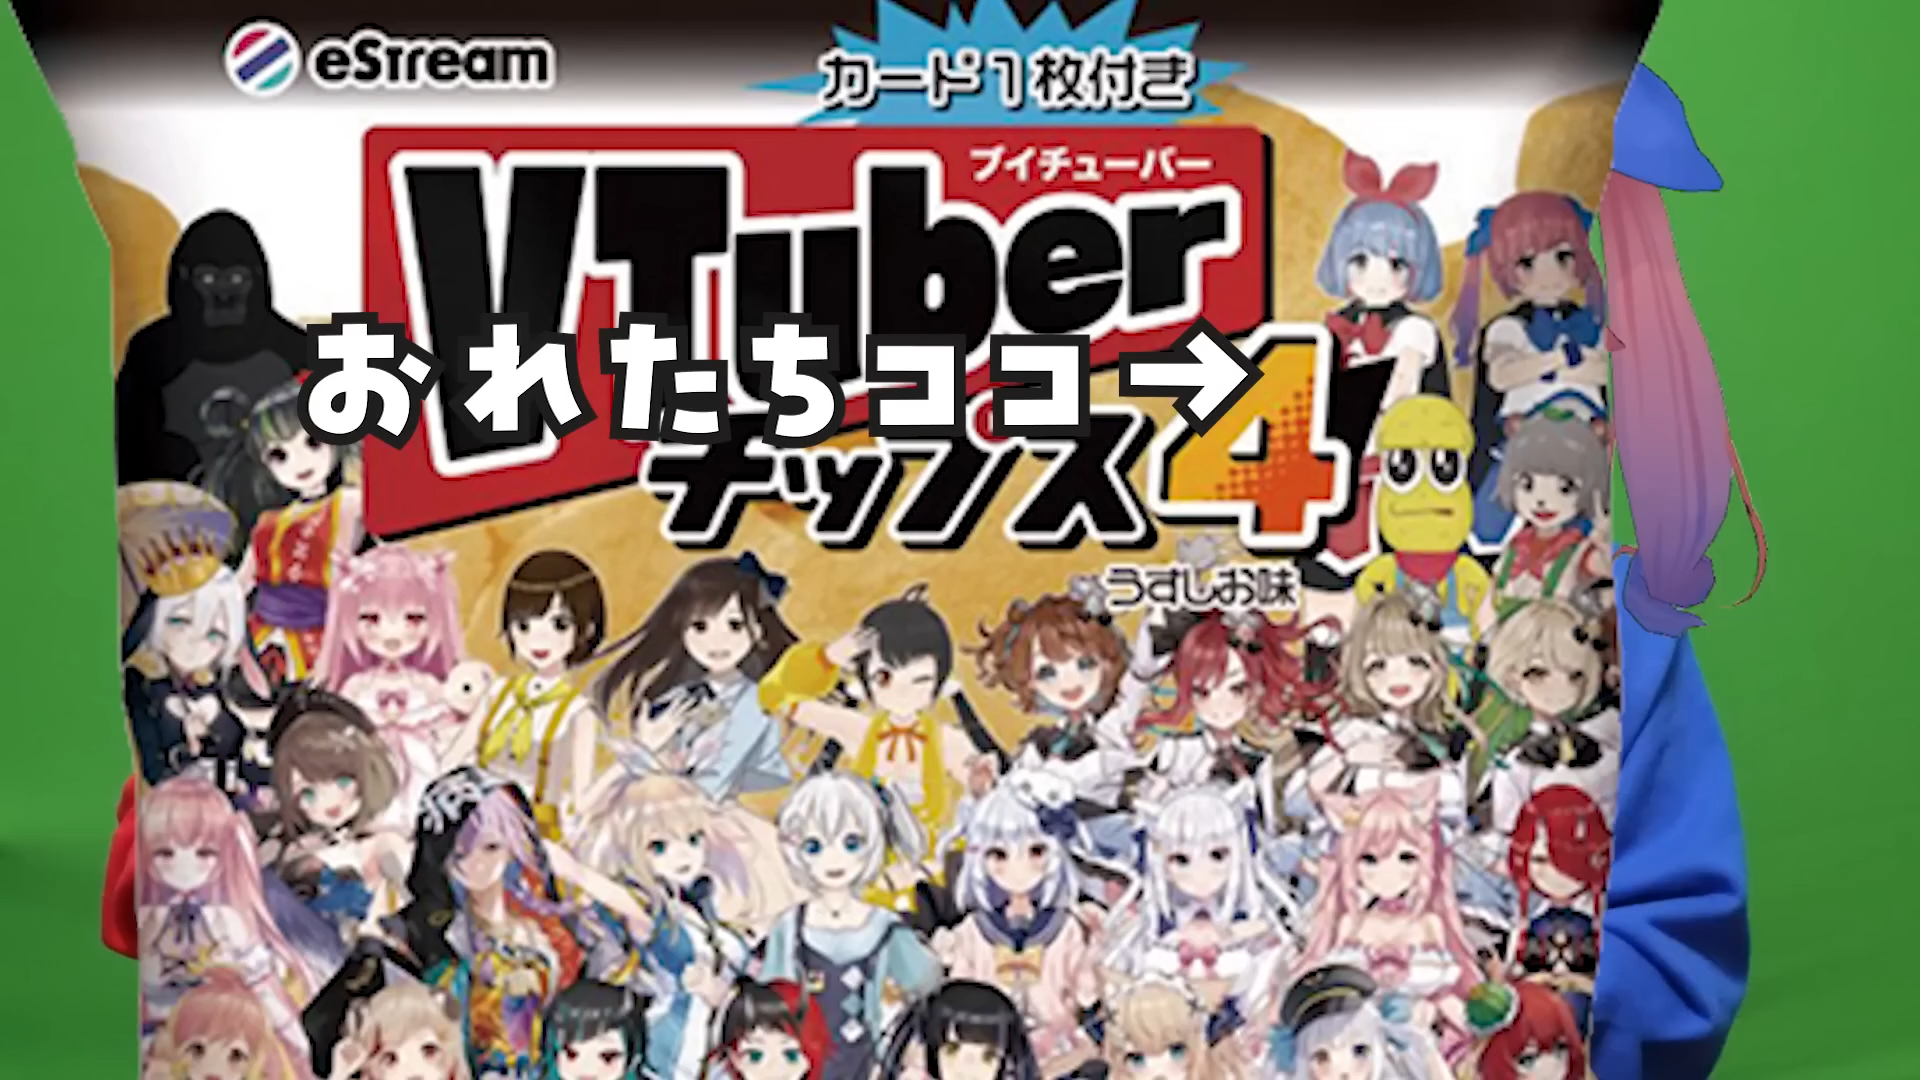 eStream
カード1枚付き
ブイチューバー
VTuber
おれたちココ→
チップス4
うすしお味